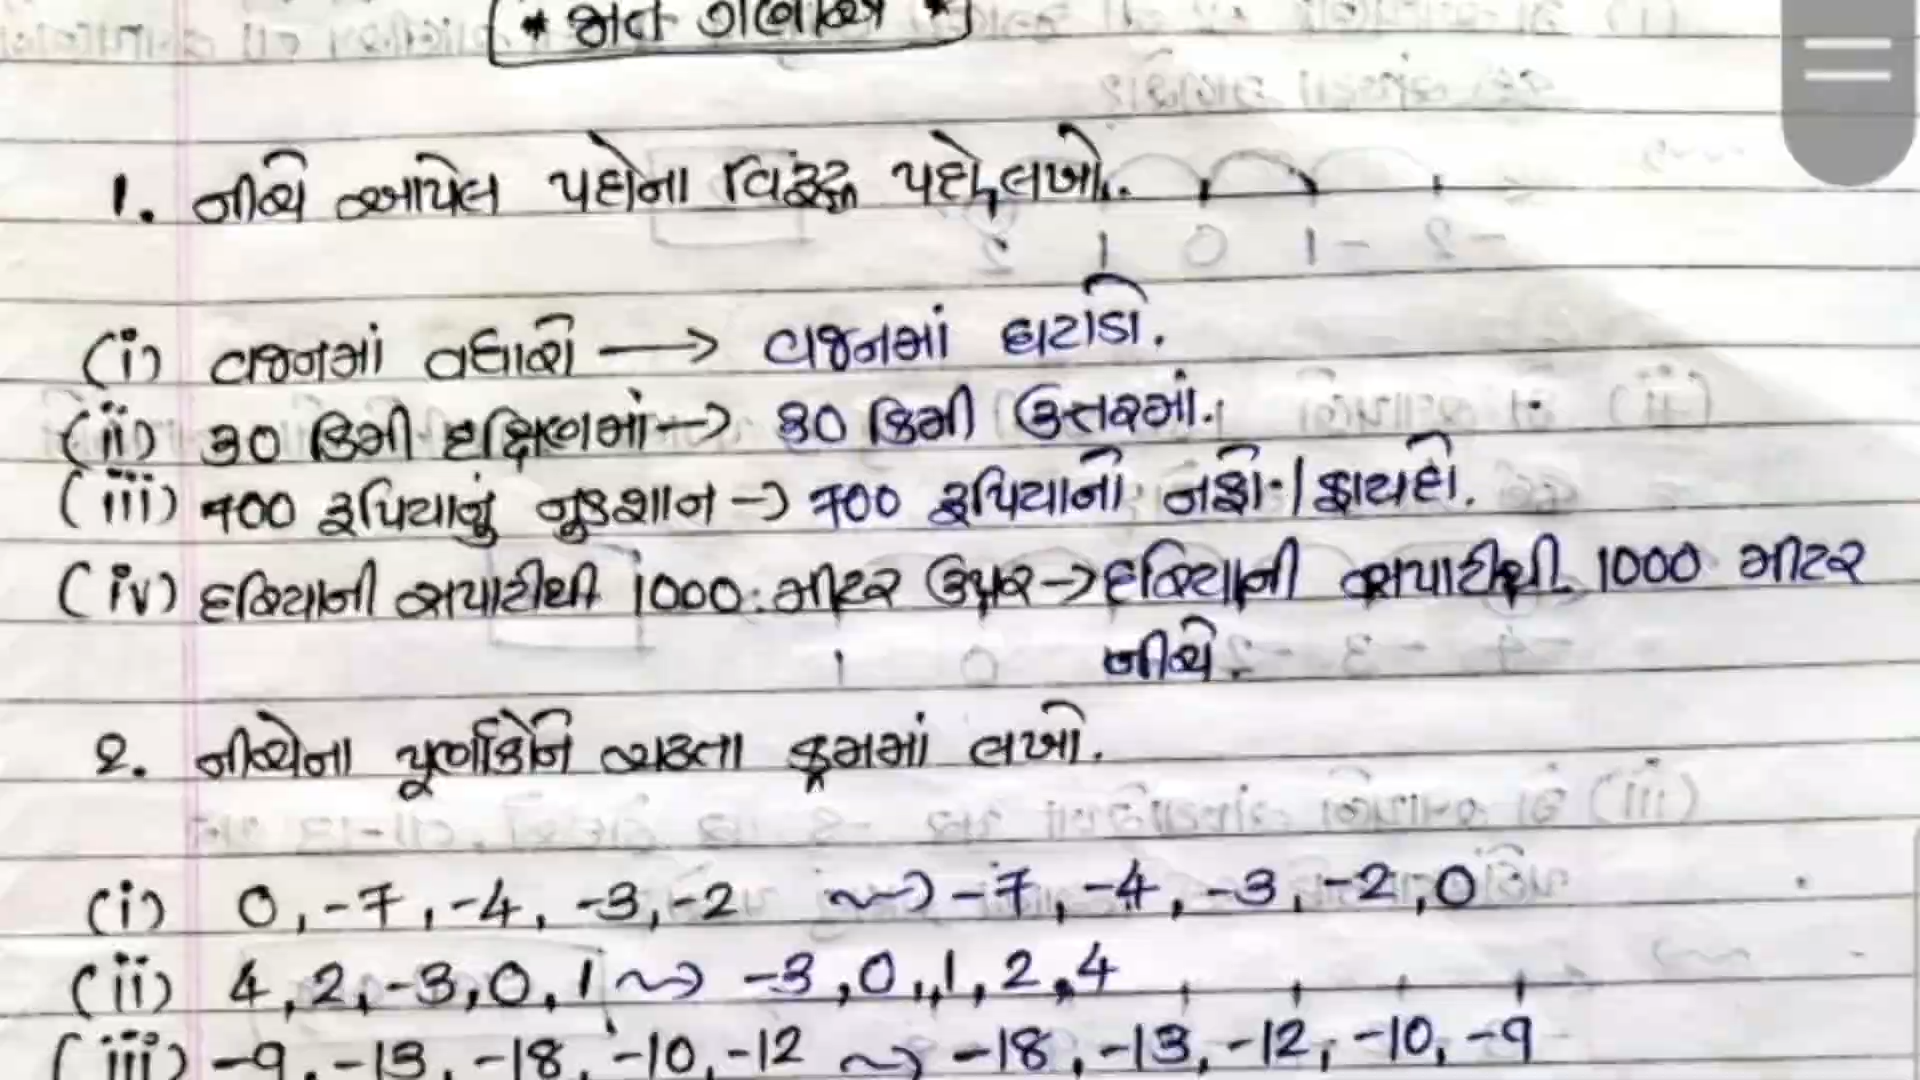 * જાતે ગણો *
1. નીચે આપેલ પદોના વિરૂદ્ધ પદો લખો.
(i) વજનમાં વધારો → વજનમાં ઘટાડો.
(ii) 30 કિમી દક્ષિણમાં → 30 કિમી ઉત્તરમાં.
(iii) 700 રૂપિયાનું નુકશાન → 700 રૂપિયાનો નફો / ફાયદો.
(iv) દરિયાની સપાટીથી 1000 મીટર ઉપર → દરિયાની સપાટીથી 1000 મીટર
નીચે.
2. નીચેના પૂર્ણાંકોને ચડતા ક્રમમાં લખો.
(i) 0, -7, -4, -3, -2 ⇝ -7, -4, -3, -2, 0
(ii) 4, 2, -3, 0, 1 ⇝ -3, 0, 1, 2, 4
(iii) -9, -13, -18, -10, -12 ⇝ -18, -13, -12, -10, -9